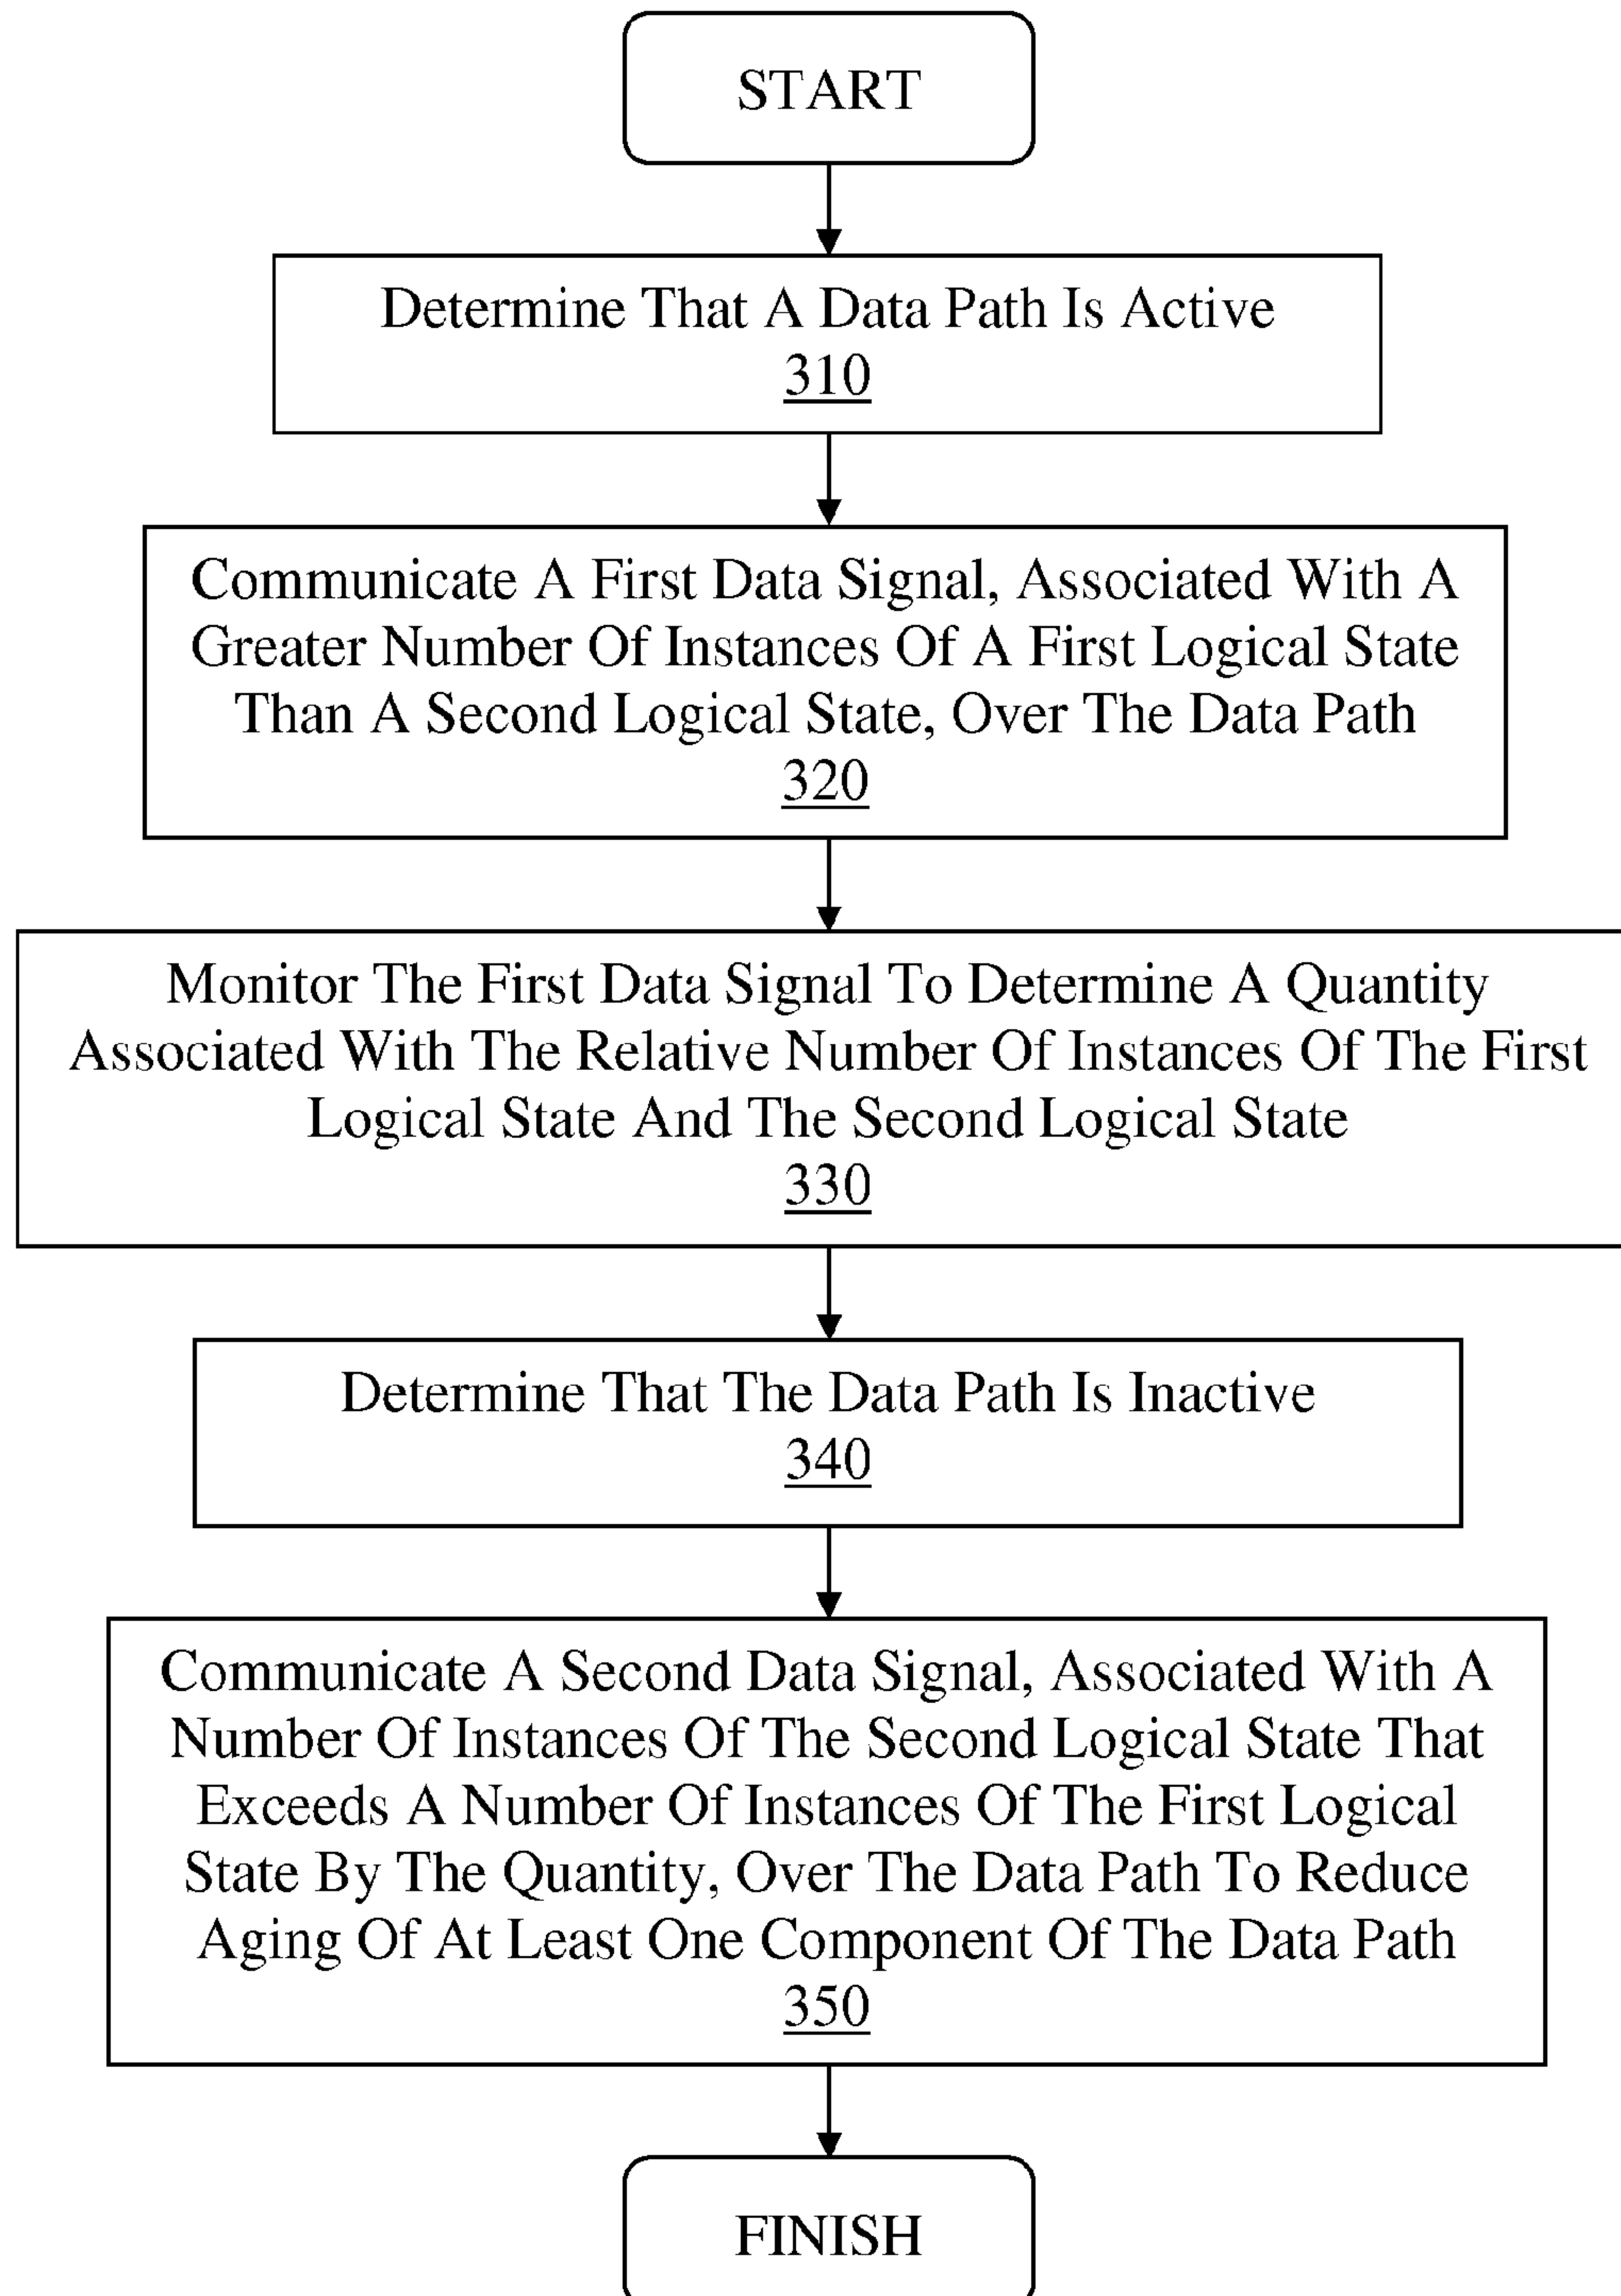 START
Determine That A Data Path Is Active
310
Communicate A First Data Signal, Associated With A
Greater Number Of Instances Of A First Logical State
Than A Second Logical State, Over The Data Path
320
Monitor The First Data Signal To Determine A Quantity
Associated With The Relative Number Of Instances Of The First
Logical State And The Second Logical State
330
Determine That The Data Path Is Inactive
340
Communicate A Second Data Signal, Associated With A
Number Of Instances Of The Second Logical State That
Exceeds A Number Of Instances Of The First Logical
State By The Quantity, Over The Data Path To Reduce
Aging Of At Least One Component Of The Data Path
350
FINISH